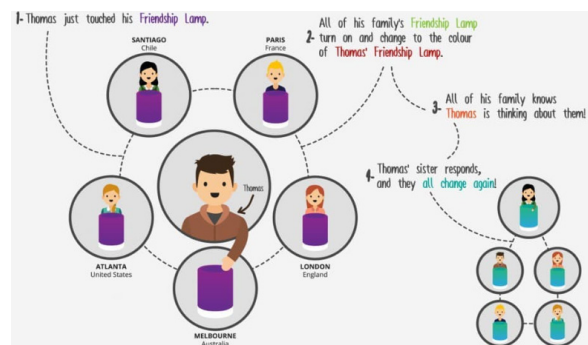 1- Thomas just touched his Friendship Lamp.
SANTIAGO
Chile
PARIS
France
2- All of his family's Friendship Lamp
turn on and change to the colour
of Thomas' Friendship Lamp.
3- All of his family knows
Thomas is thinking about them!
Thomas
ATLANTA
United States
LONDON
England
MELBOURNE
Australia
4- Thomas' sister responds,
and they all change again!